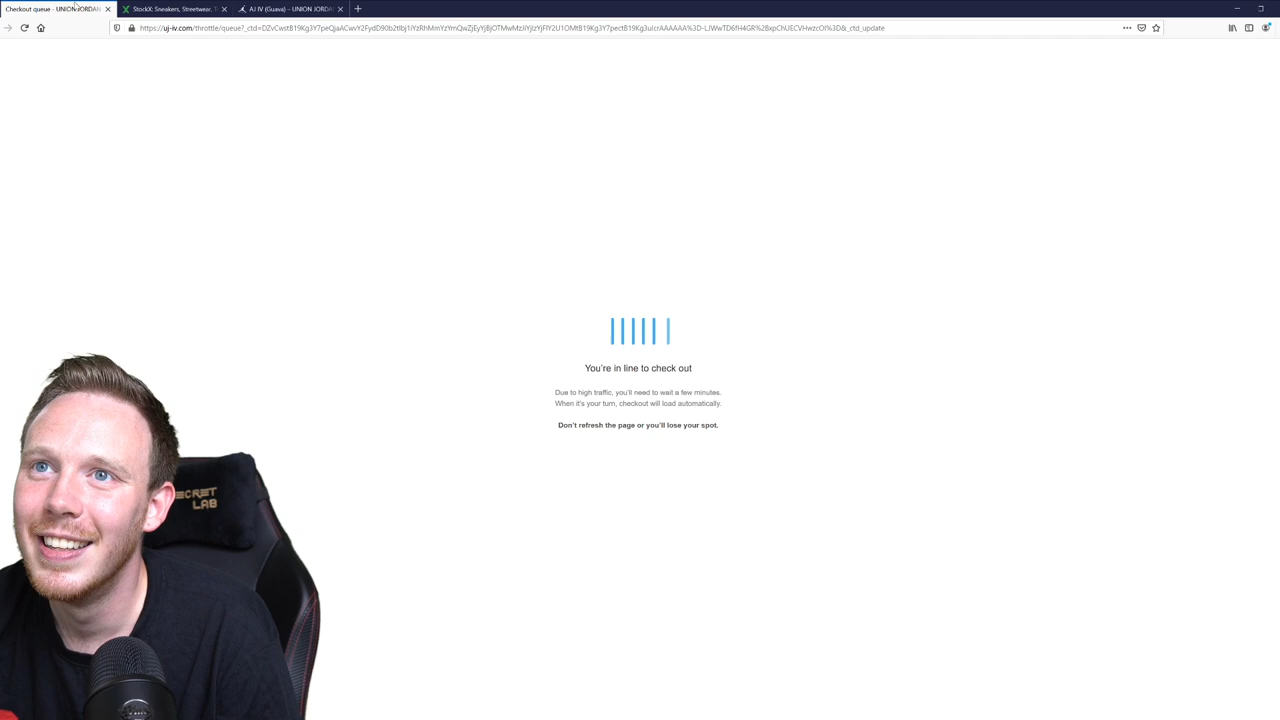 Checkout queue - UNION JORDAN
StockX: Sneakers, Streetwear, T
AJ IV (Guava) – UNION JORDA
You're in line to check out
Due to high traffic, you'll need to wait a few minutes.
When it's your turn, checkout will load automatically.
Don't refresh the page or you'll lose your spot.
SECRET
LAB